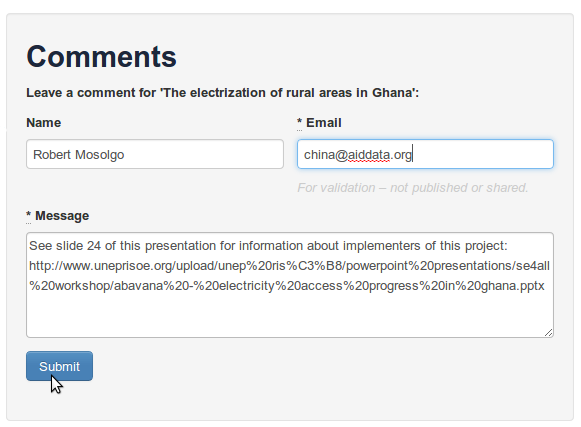 Comments
Leave a comment for 'The electrization of rural areas in Ghana':
Name
* Email
Robert Mosolgo
china@aiddata.org
For validation – not published or shared.
* Message
See slide 24 of this presentation for information about implementers of this project:
http://www.uneprisoe.org/upload/unep%20ris%C3%B8/powerpoint%20presentations/se4all
%20workshop/abavana%20-%20electricity%20access%20progress%20in%20ghana.pptx
Submit